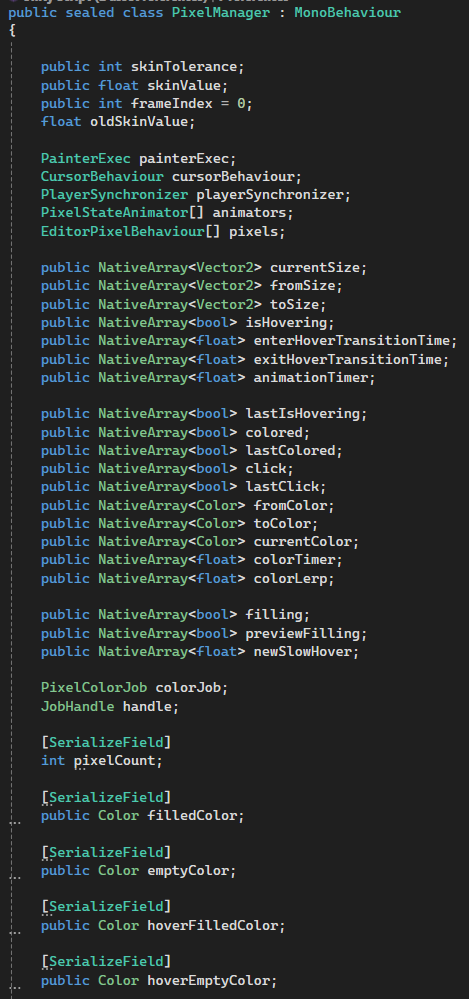 public sealed class PixelManager : MonoBehaviour
{
public int skinTolerance;
public float skinValue;
public int frameIndex = 0;
float oldSkinValue;
PainterExec painterExec;
CursorBehaviour cursorBehaviour;
PlayerSynchronizer playerSynchronizer;
PixelStateAnimator[] animators;
EditorPixelBehaviour[] pixels;
public NativeArray<Vector2> currentSize;
public NativeArray<Vector2> fromSize;
public NativeArray<Vector2> toSize;
public NativeArray<bool> isHovering;
public NativeArray<float> enterHoverTransitionTime;
public NativeArray<float> exitHoverTransitionTime;
public NativeArray<float> animationTimer;
public NativeArray<bool> lastIsHovering;
public NativeArray<bool> colored;
public NativeArray<bool> lastColored;
public NativeArray<bool> click;
public NativeArray<bool> lastClick;
public NativeArray<Color> fromColor;
public NativeArray<Color> toColor;
public NativeArray<Color> currentColor;
public NativeArray<float> colorTimer;
public NativeArray<float> colorLerp;
public NativeArray<bool> filling;
public NativeArray<bool> previewFilling;
public NativeArray<float> newSlowHover;
PixelColorJob colorJob;
JobHandle handle;
[SerializeField]
int pixelCount;
[SerializeField]
public Color filledColor;
[SerializeField]
public Color emptyColor;
[SerializeField]
public Color hoverFilledColor;
[SerializeField]
public Color hoverEmptyColor;